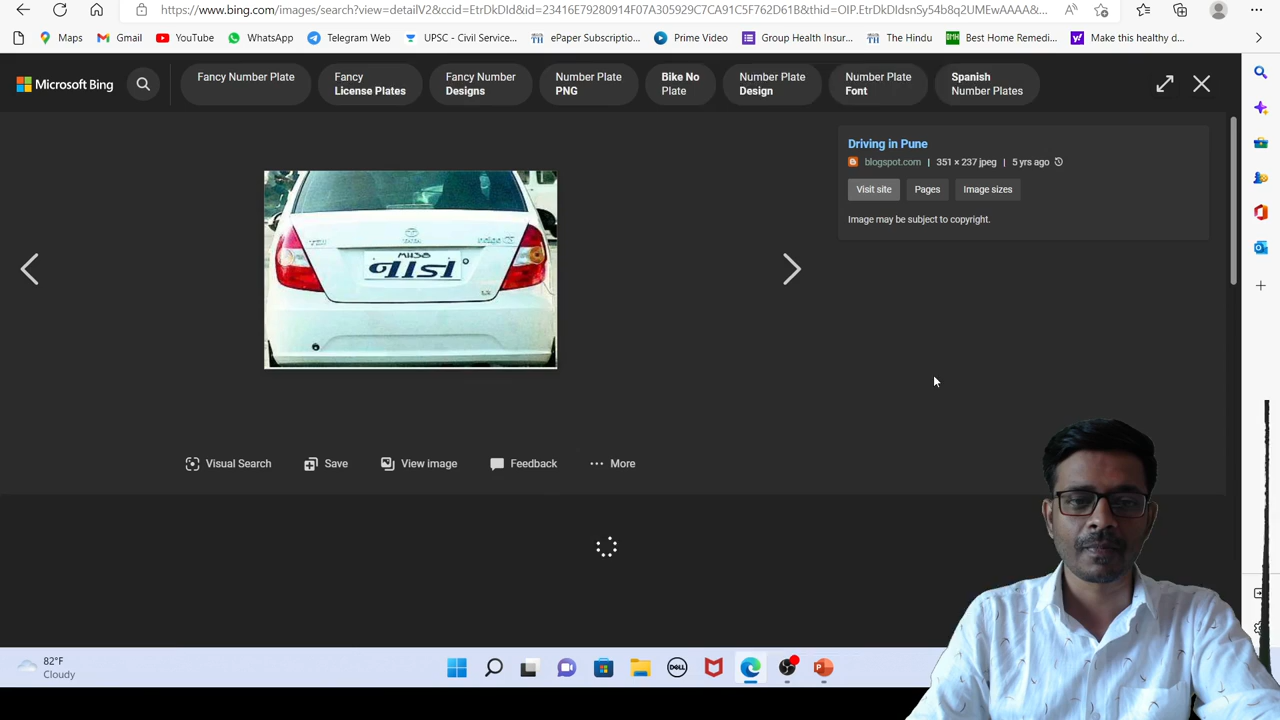 https://www.bing.com/images/search?view=detailV2&ccid=EtrDkDld&id=23416E79280914F07A305929C7CA91C5F762D61B&thid=OIP.EtrDkDldsnSy54b8q2UMEwAAAA&...
Maps
Gmail
YouTube
WhatsApp
Telegram Web
UPSC - Civil Service...
ePaper Subscriptio...
Prime Video
Group Health Insur...
The Hindu
Best Home Remedi...
Make this healthy d...
Microsoft Bing
Fancy Number Plate
Fancy License Plates
Fancy Number Designs
Number Plate PNG
Bike No Plate
Number Plate Design
Number Plate Font
Spanish Number Plates
Driving in Pune
blogspot.com | 351 × 237 jpeg | 5 yrs ago
Visit site
Pages
Image sizes
Image may be subject to copyright.
TATA
Visual Search
Save
View image
Feedback
More
82°F
Cloudy
DELL